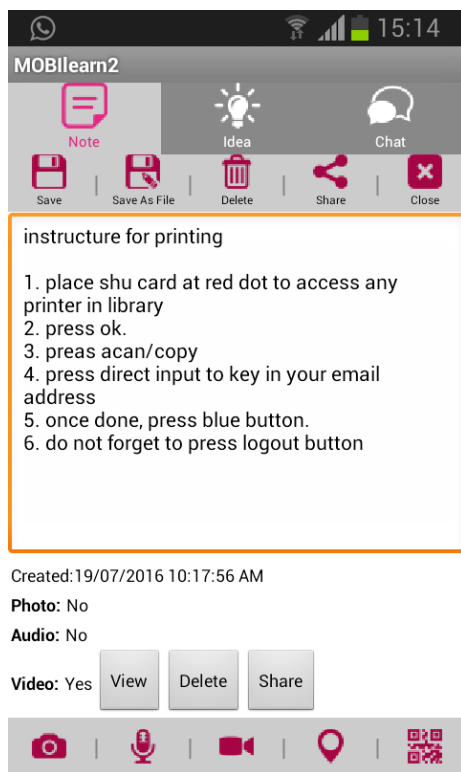 15:14
MOBIlearn2
Note Idea Chat
Save | Save As File | Delete | Share | Close
instructure for printing
1. place shu card at red dot to access any
printer in library
2. press ok.
3. preas acan/copy
4. press direct input to key in your email
address
5. once done, press blue button.
6. do not forget to press logout button
Created:19/07/2016 10:17:56 AM
Photo: No
Audio: No
Video: Yes View Delete Share